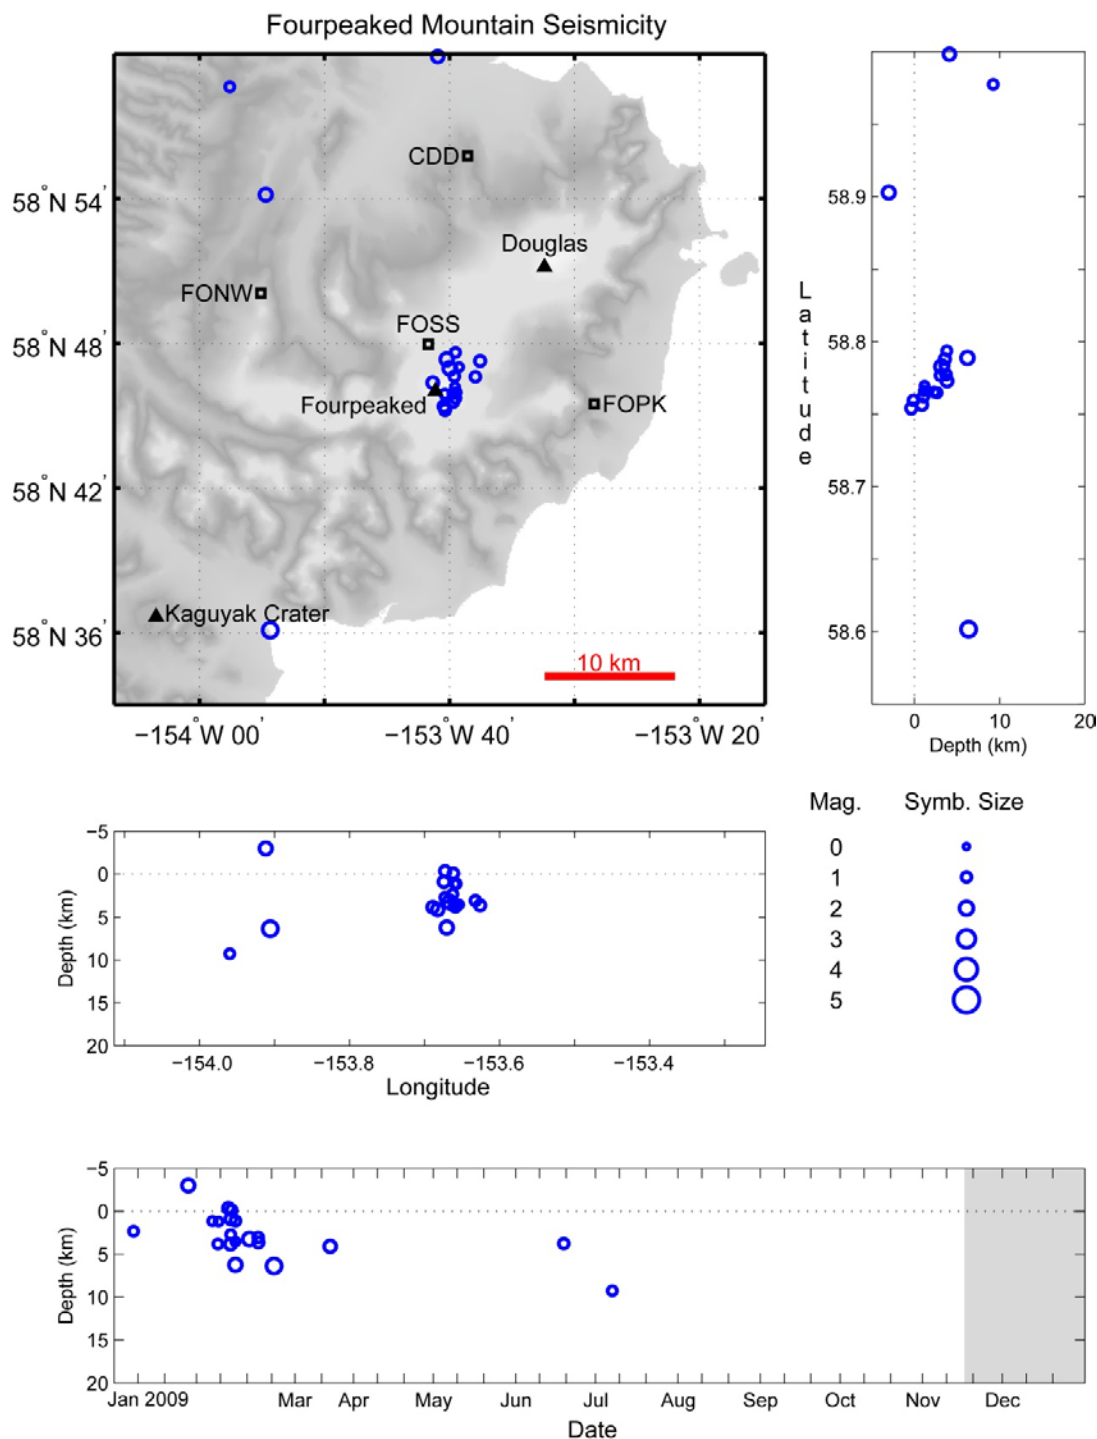 Fourpeaked Mountain Seismicity
CDD
58°N 54'
Douglas
FONW
FOSS
58°N 48'
Fourpeaked
FOPK
58°N 42'
Kaguyak Crater
58°N 36'
10 km
−154°W 00'
−153°W 40'
−153°W 20'
58.9
58.8
58.7
58.6
Latitude
0
10
20
Depth (km)
Mag.
Symb. Size
0
1
2
3
4
5
−5
0
5
10
15
20
Depth (km)
−154.0
−153.8
−153.6
−153.4
Longitude
−5
0
5
10
15
20
Depth (km)
Jan 2009
Mar
Apr
May
Jun
Jul
Aug
Sep
Oct
Nov
Dec
Date